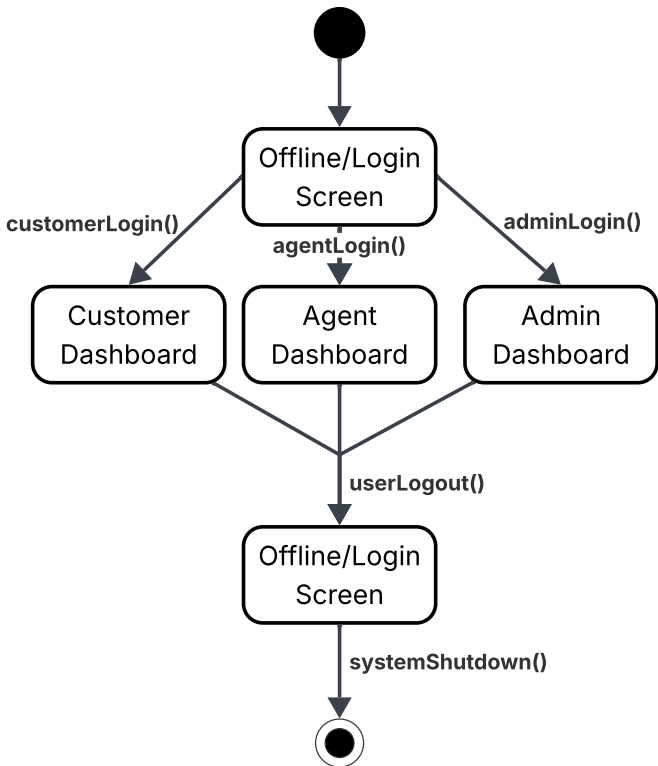 Offline/Login
Screen
customerLogin()
agentLogin()
adminLogin()
Customer
Dashboard
Agent
Dashboard
Admin
Dashboard
userLogout()
Offline/Login
Screen
systemShutdown()